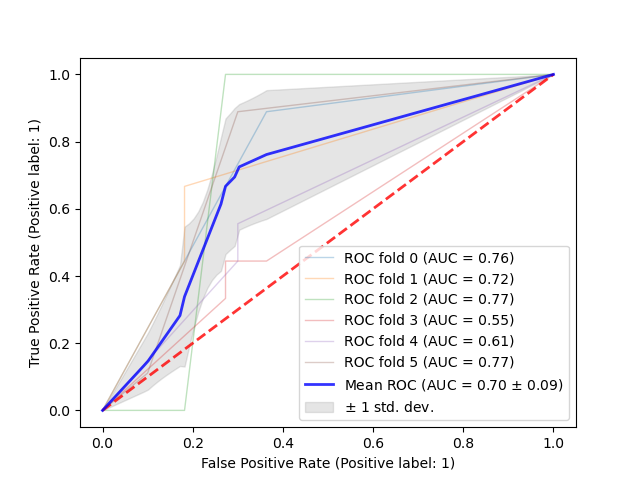 1.0
0.8
0.6
0.4
0.2
0.0
True Positive Rate (Positive label: 1)
ROC fold 0 (AUC = 0.76)
ROC fold 1 (AUC = 0.72)
ROC fold 2 (AUC = 0.77)
ROC fold 3 (AUC = 0.55)
ROC fold 4 (AUC = 0.61)
ROC fold 5 (AUC = 0.77)
Mean ROC (AUC = 0.70 ± 0.09)
± 1 std. dev.
0.0 0.2 0.4 0.6 0.8 1.0
False Positive Rate (Positive label: 1)